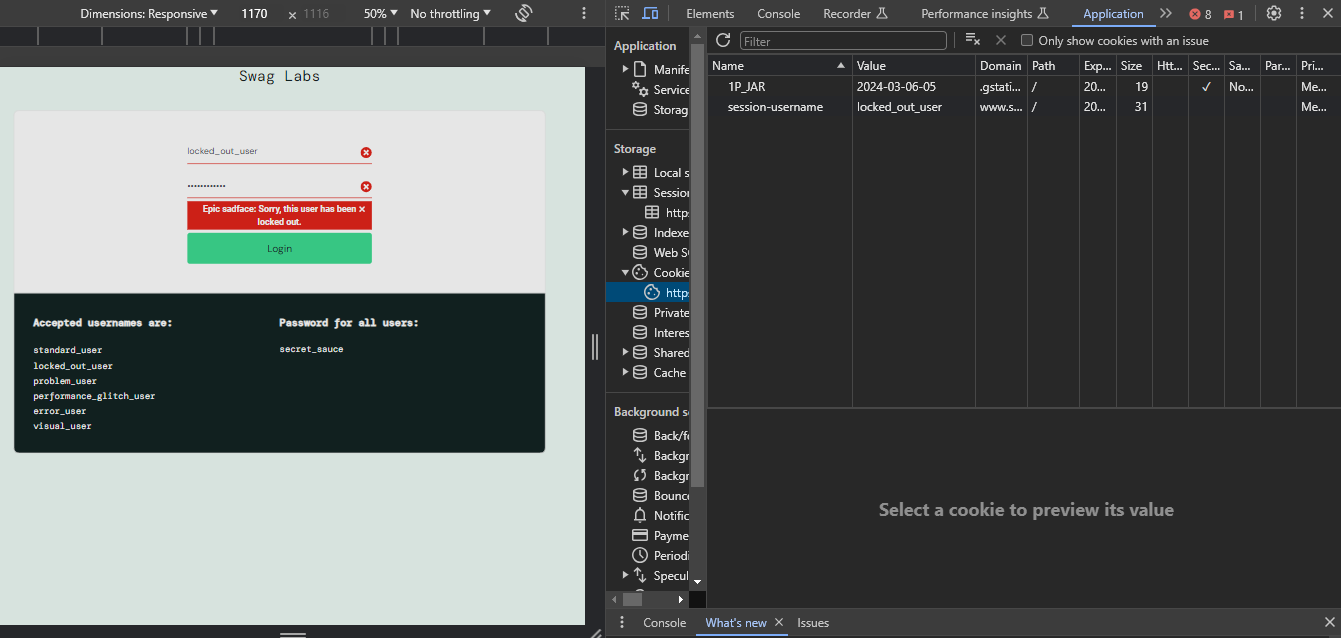 Dimensions: Responsive 1170 × 1116 50% No throttling
Swag Labs
locked_out_user
••••••••••••
Epic sadface: Sorry, this user has been
locked out.
Login
Accepted usernames are:
standard_user
locked_out_user
problem_user
performance_glitch_user
error_user
visual_user
Password for all users:
secret_sauce
Elements Console Recorder Performance insights Application 8 1
Application
Manife
Service
Storag
Storage
Local s
Session
http
Indexe
Web S
Cookie
http
Private
Interes
Shared
Cache
Background se
Back/f
Backgr
Backgr
Bounce
Notific
Payme
Periodi
Specul
Filter Only show cookies with an issue
Name Value Domain Path Exp... Size Htt... Sec... Sa... Par... Pri...
1P_JAR 2024-03-06-05 .gstati... / 20... 19 ✓ No... Me...
session-username locked_out_user www.s... / 20... 31 Me...
Select a cookie to preview its value
Console What's new Issues